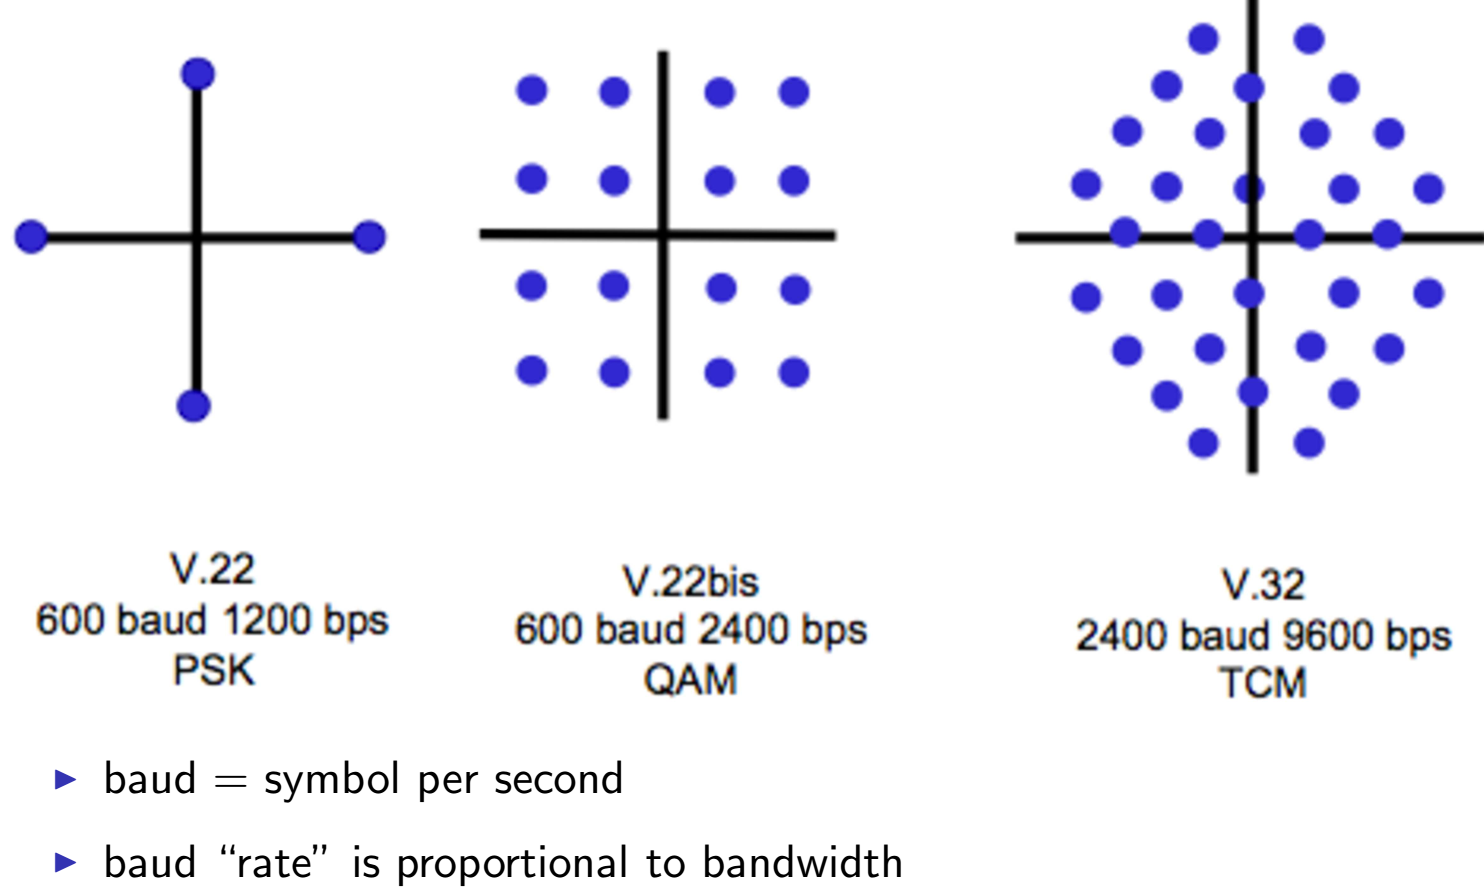 V.22
600 baud 1200 bps
PSK
V.22bis
600 baud 2400 bps
QAM
V.32
2400 baud 9600 bps
TCM
▶ baud = symbol per second
▶ baud “rate” is proportional to bandwidth